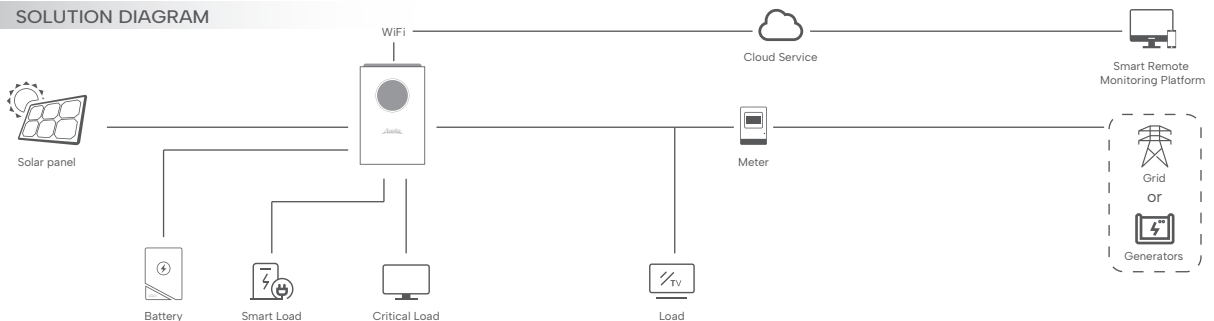 SOLUTION DIAGRAM
WiFi
Cloud Service
Smart Remote
Monitoring Platform
Solar panel
Meter
Grid
or
Generators
TV
Battery
Smart Load
Critical Load
Load